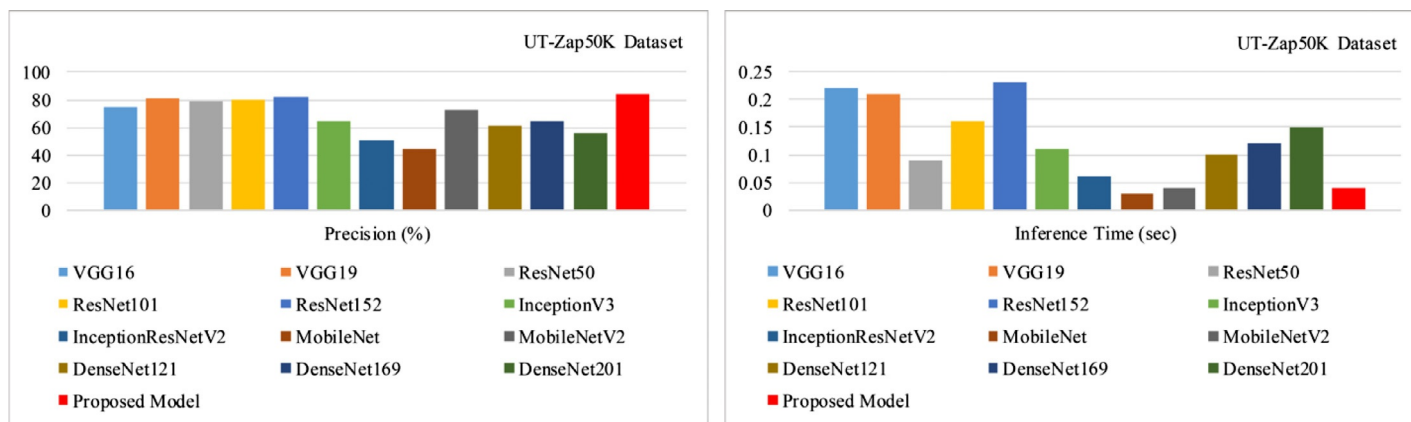 UT-Zap50K Dataset
100
80
60
40
20
0
Precision (%)
VGG16 VGG19 ResNet50
ResNet101 ResNet152 InceptionV3
InceptionResNetV2 MobileNet MobileNetV2
DenseNet121 DenseNet169 DenseNet201
Proposed Model
UT-Zap50K Dataset
0.25
0.2
0.15
0.1
0.05
0
Inference Time (sec)
VGG16 VGG19 ResNet50
ResNet101 ResNet152 InceptionV3
InceptionResNetV2 MobileNet MobileNetV2
DenseNet121 DenseNet169 DenseNet201
Proposed Model